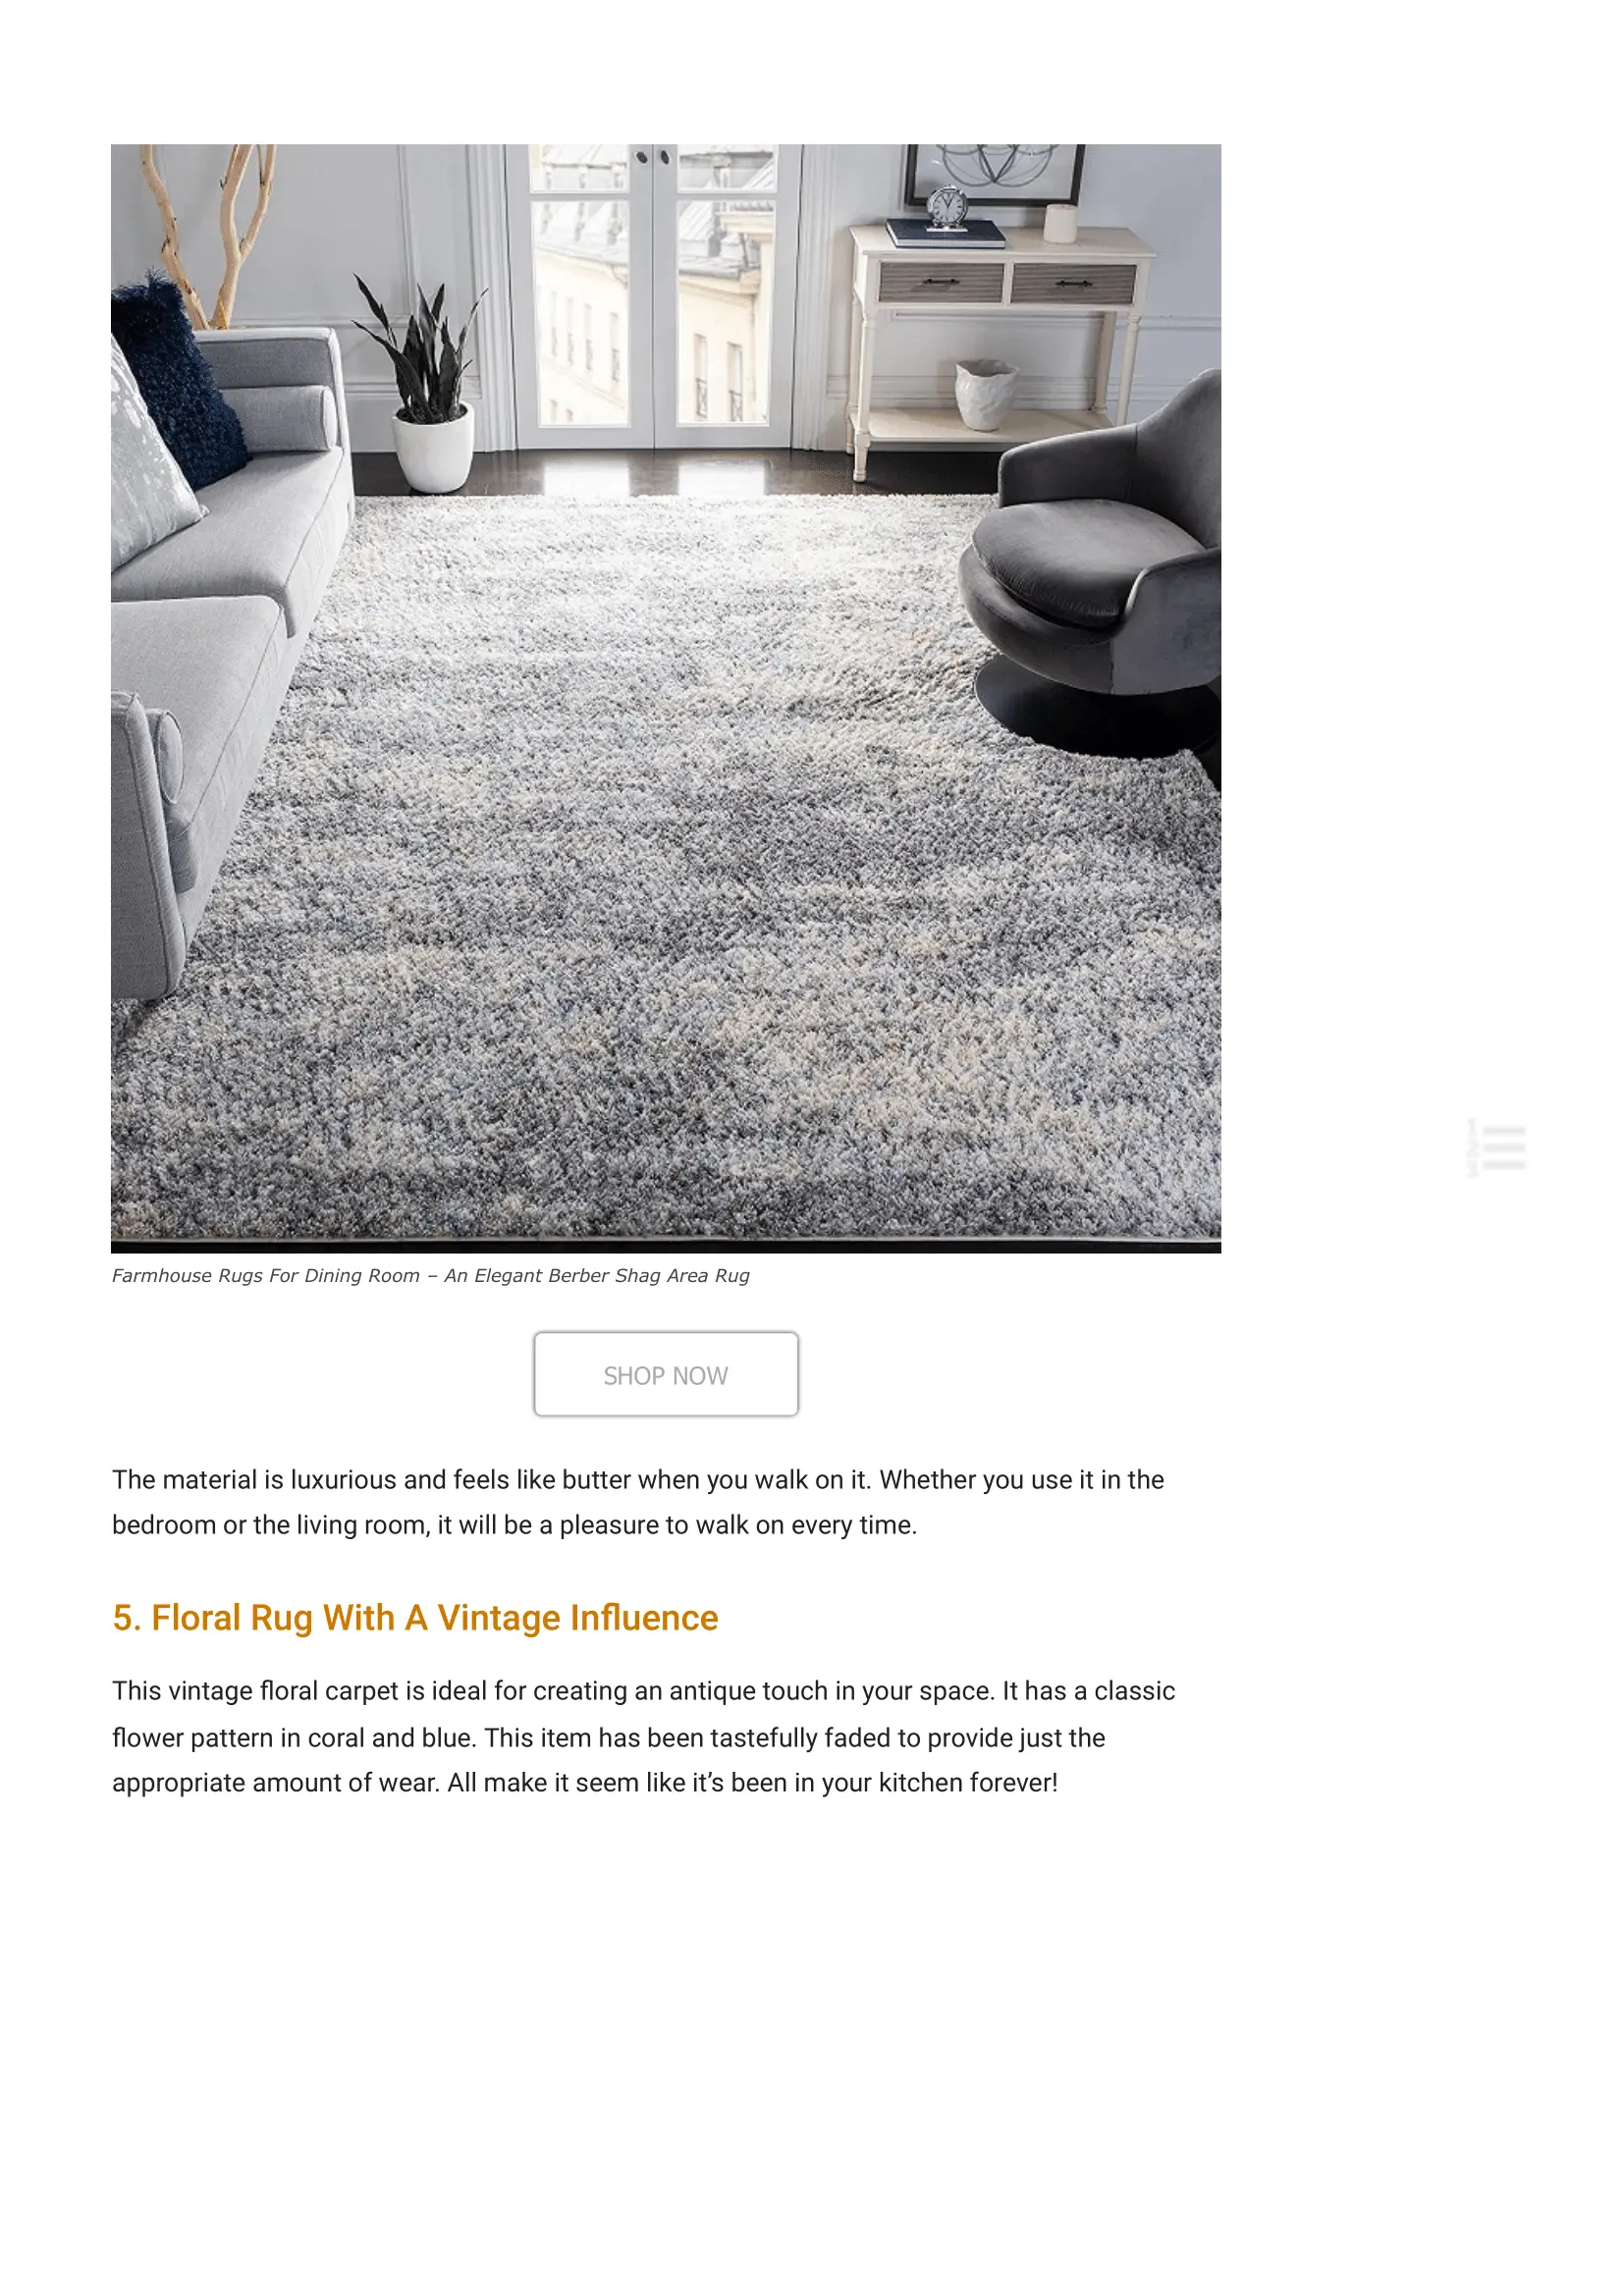 Farmhouse Rugs For Dining Room – An Elegant Berber Shag Area Rug
SHOP NOW
The material is luxurious and feels like butter when you walk on it. Whether you use it in the
bedroom or the living room, it will be a pleasure to walk on every time.
5. Floral Rug With A Vintage Influence
This vintage floral carpet is ideal for creating an antique touch in your space. It has a classic
flower pattern in coral and blue. This item has been tastefully faded to provide just the
appropriate amount of wear. All make it seem like it’s been in your kitchen forever!